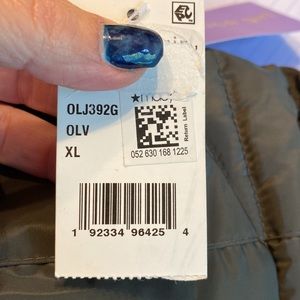 OLJ392G
OLV
XL
★macy's
Return Label
052 630 168 1225
1 92334 96425 4